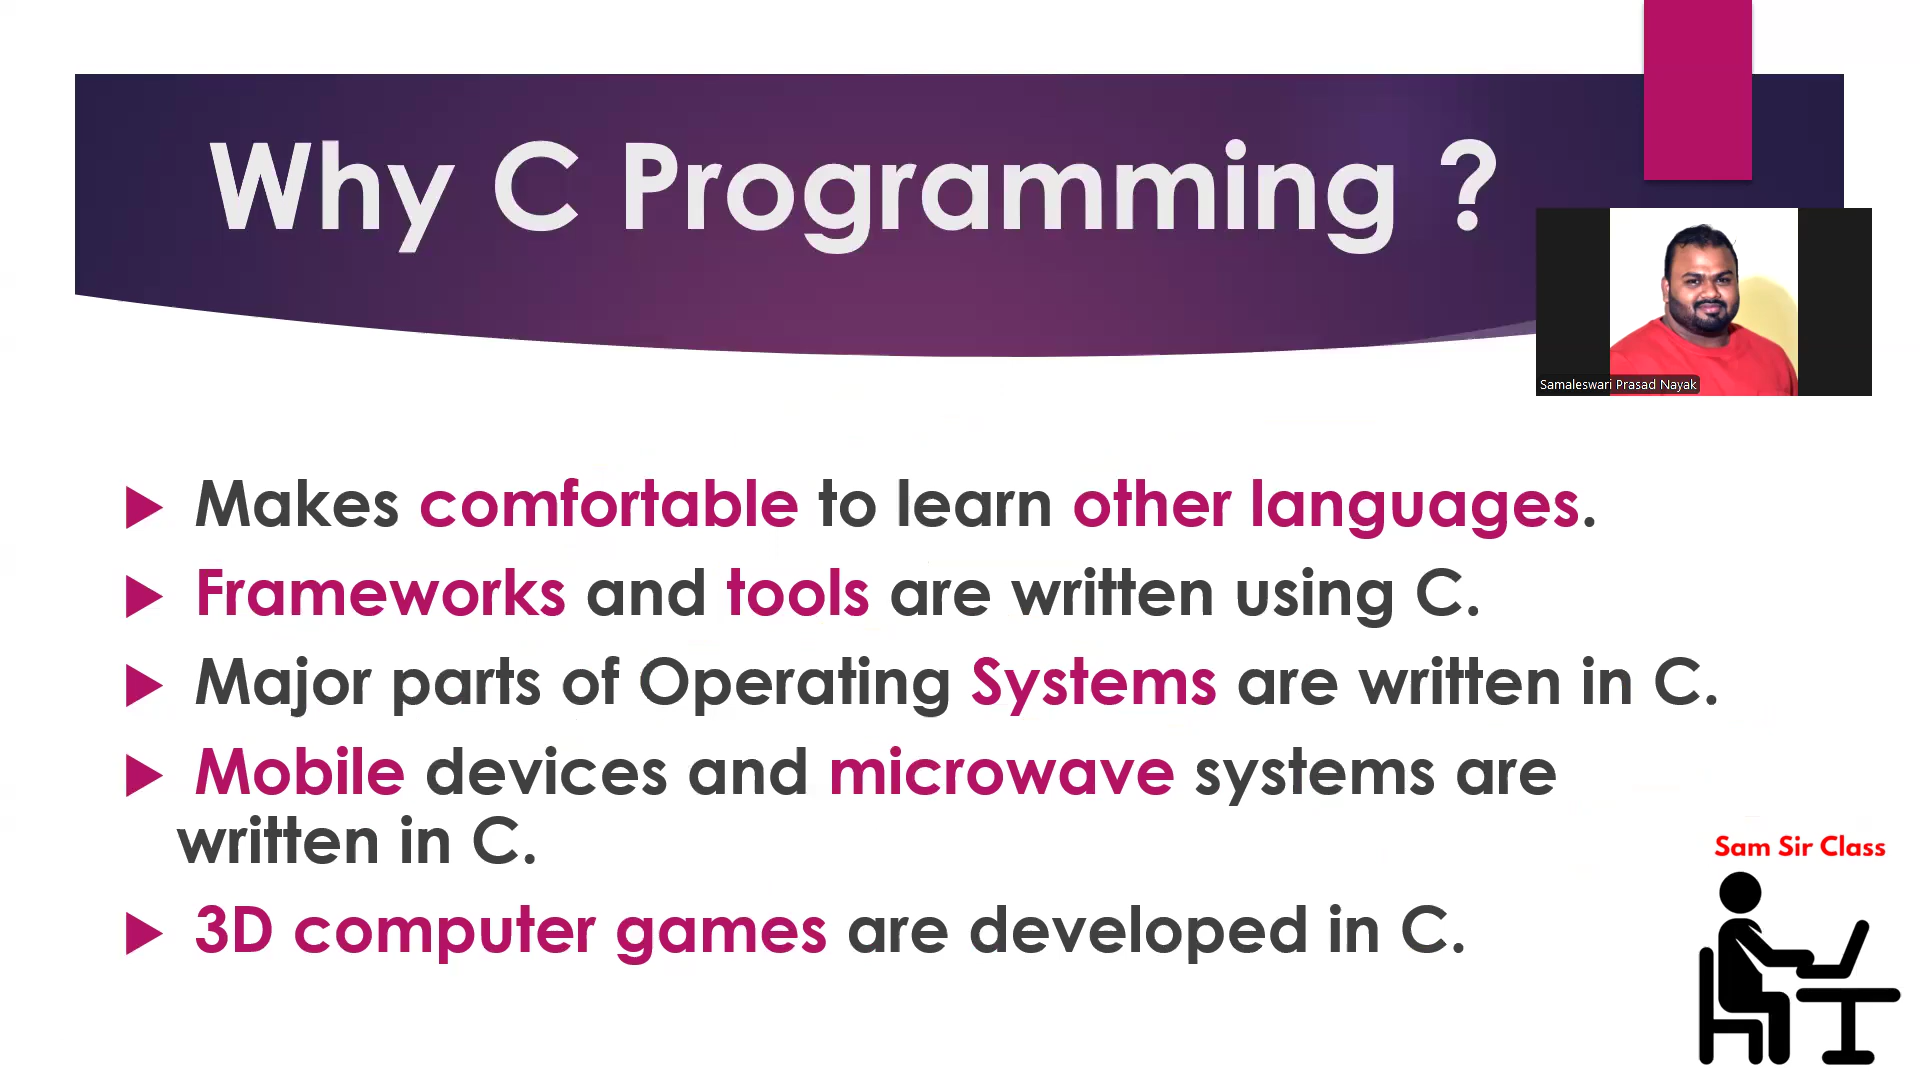 Why C Programming ?
Samaleswari Prasad Nayak
Makes comfortable to learn other languages.
Frameworks and tools are written using C.
Major parts of Operating Systems are written in C.
Mobile devices and microwave systems are
written in C.
Sam Sir Class
3D computer games are developed in C.